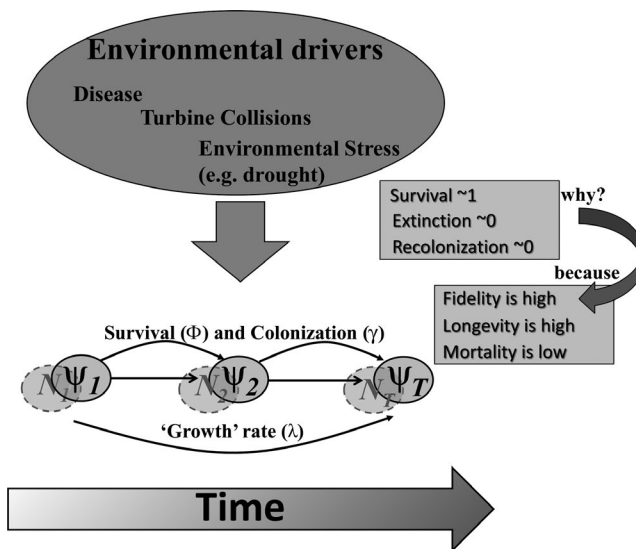 Environmental drivers
Disease
Turbine Collisions
Environmental Stress
(e.g. drought)
Survival ~1
Extinction ~0
Recolonization ~0
why?
because
Fidelity is high
Longevity is high
Mortality is low
Survival (Φ) and Colonization (γ)
N1 Ψ1 N2 Ψ2 NT ΨT
‘Growth’ rate (λ)
Time